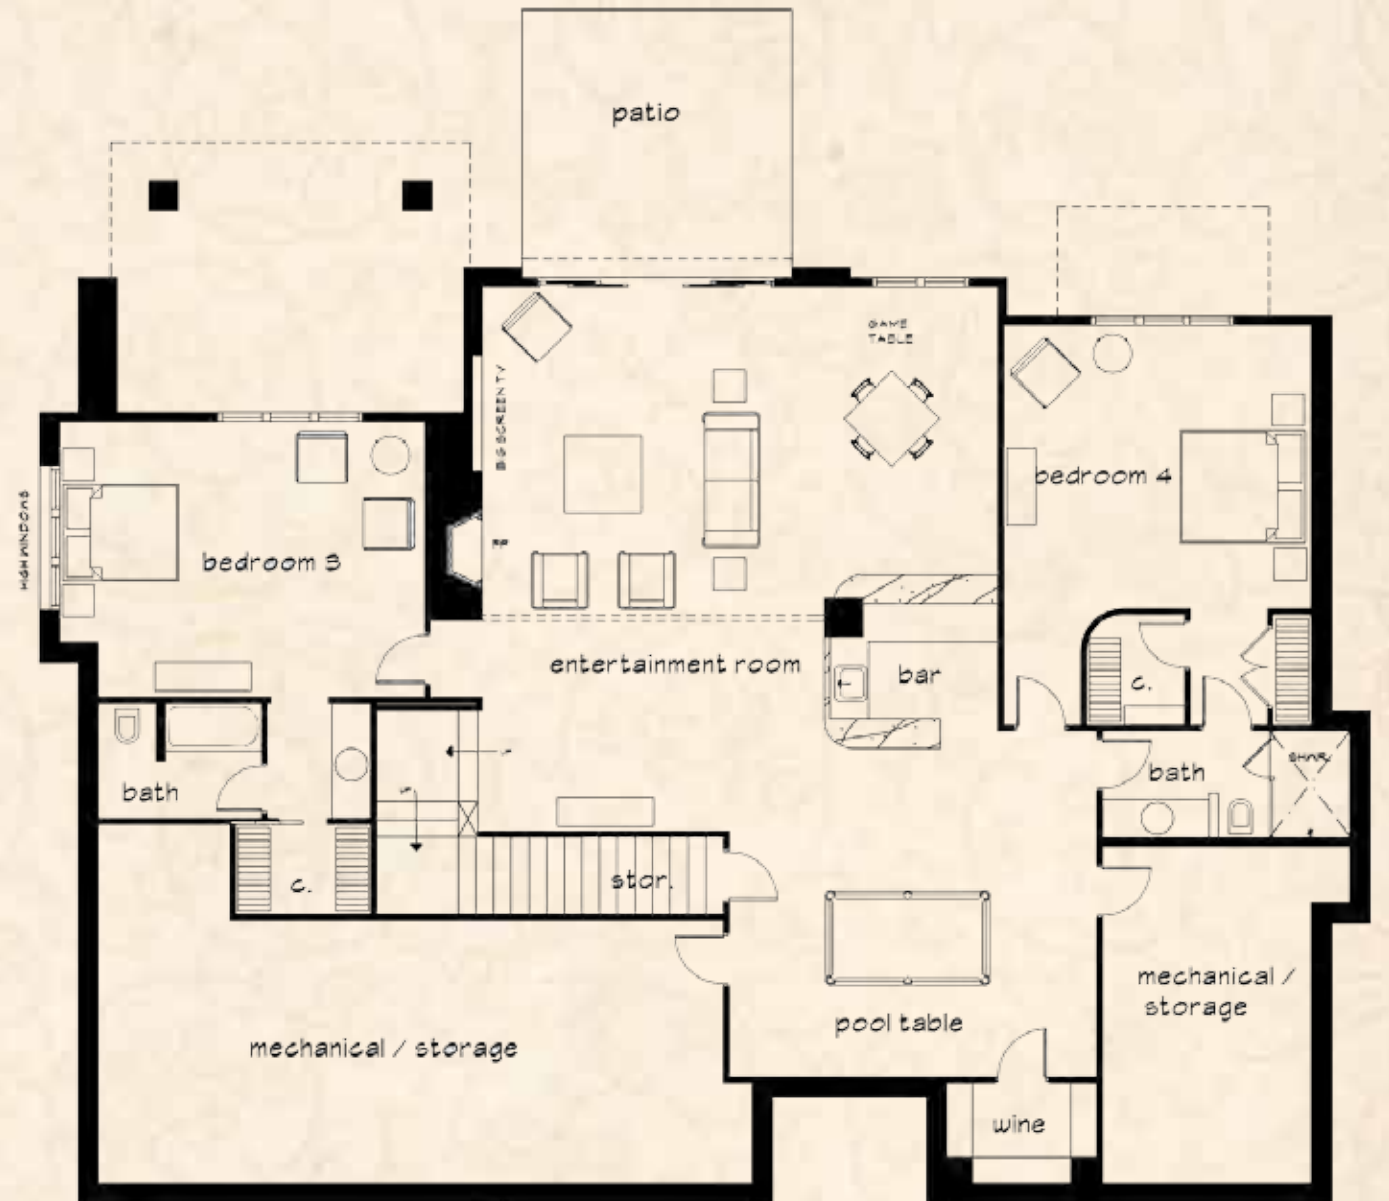 patio
GAME
TABLE
BIG SCREEN TV
HIGH WINDOWS
bedroom 4
FP
bedroom 3
entertainment room
bar
c.
SHWR.
bath
bath
stor.
c.
mechanical /
storage
pool table
mechanical / storage
wine